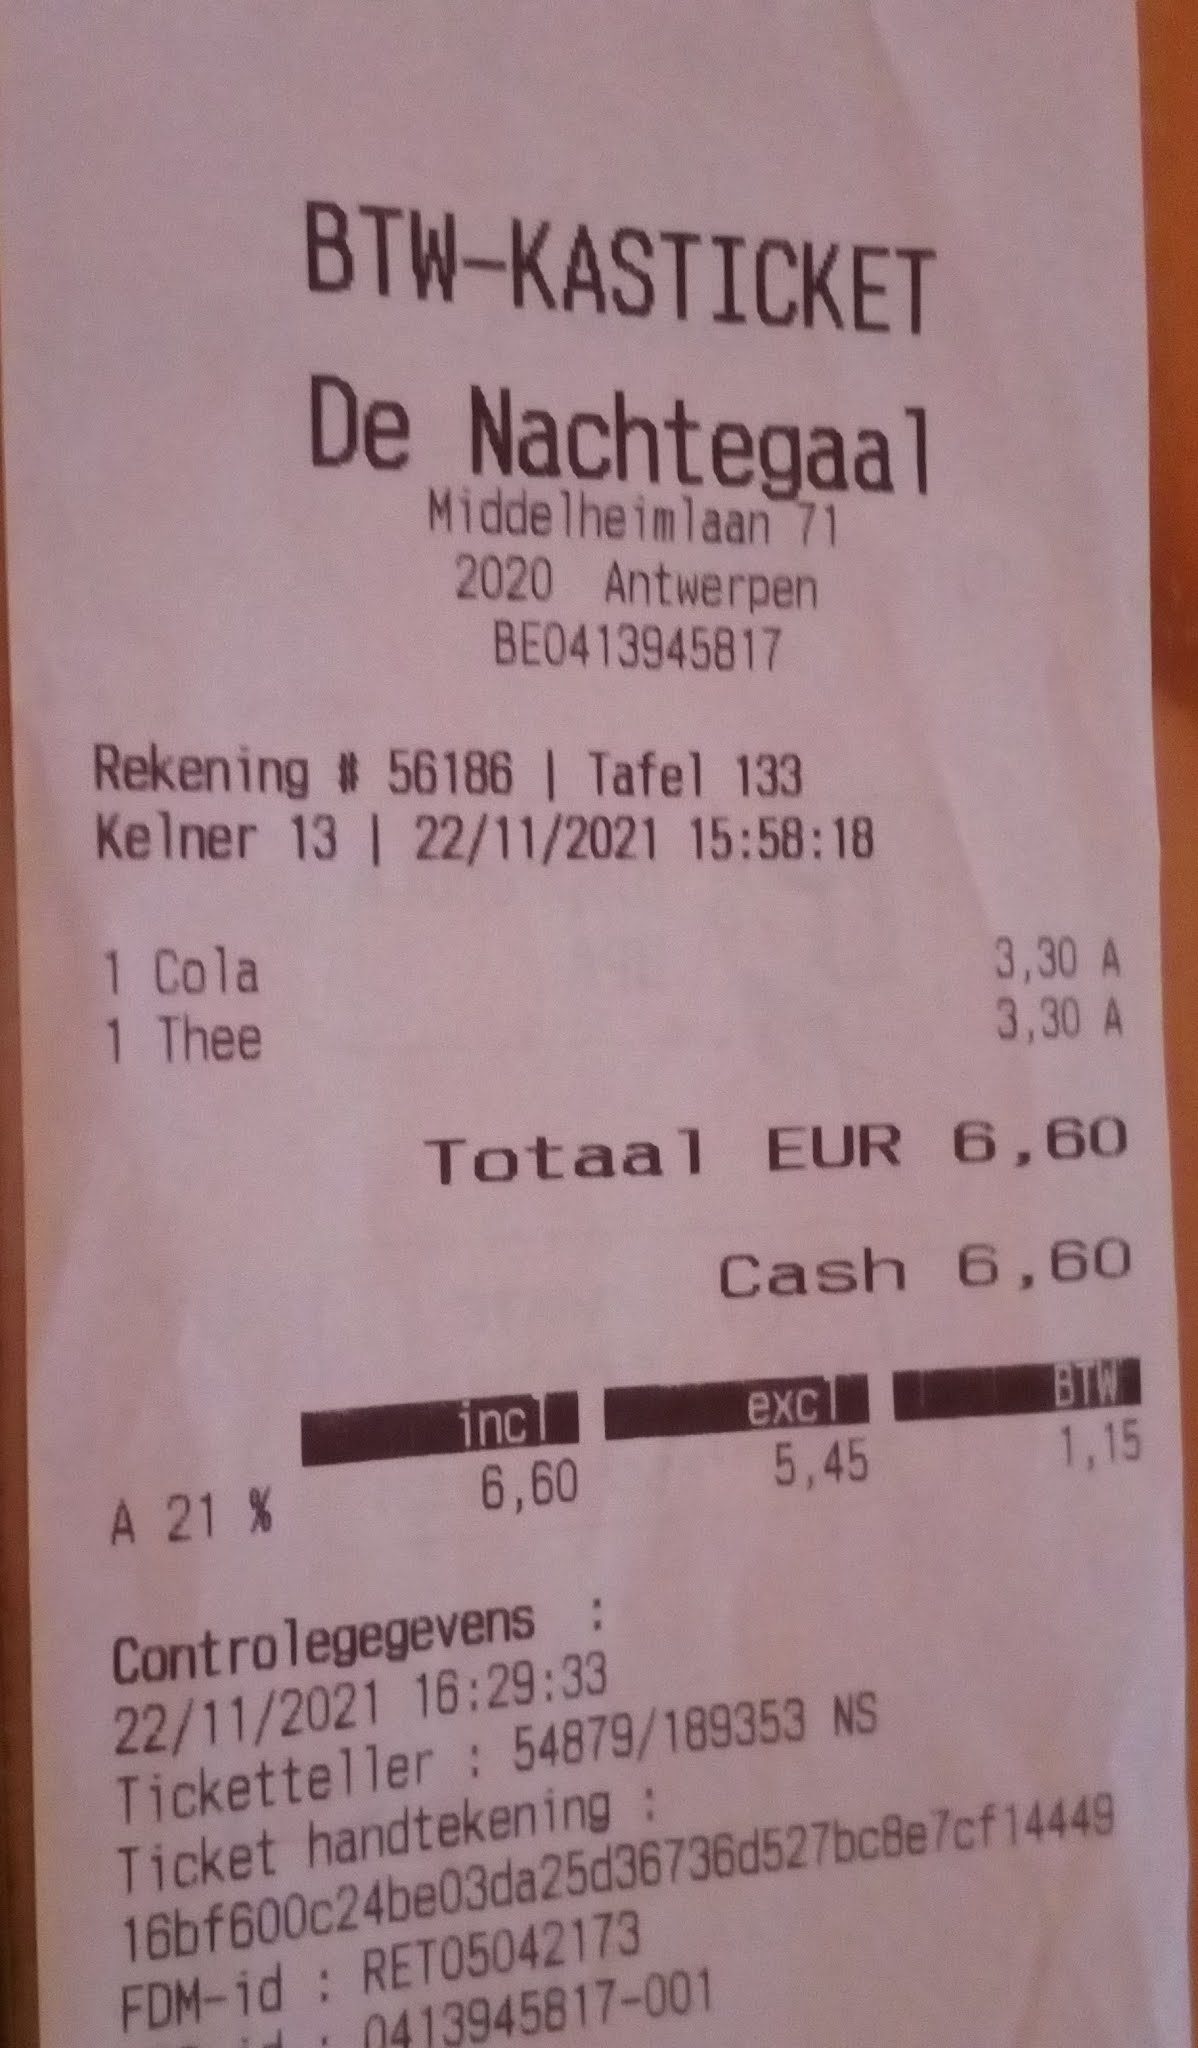 BTW-KASTICKET
De Nachtegaal
Middelheimlaan 71
2020 Antwerpen
BE0413945817
Rekening # 56186 | Tafel 133
Kelner 13 | 22/11/2021 15:58:18
1 Cola 3,30 A
1 Thee 3,30 A
Totaal EUR 6,60
Cash 6,60
incl excl BTW
A 21 % 6,60 5,45 1,15
Controlegegevens :
22/11/2021 16:29:33
Ticketteller : 54879/189353 NS
Ticket handtekening :
16bf600c24be03da25d36736d527bc8e7cf14449
FDM-id : RET05042173
id : 0413945817-001